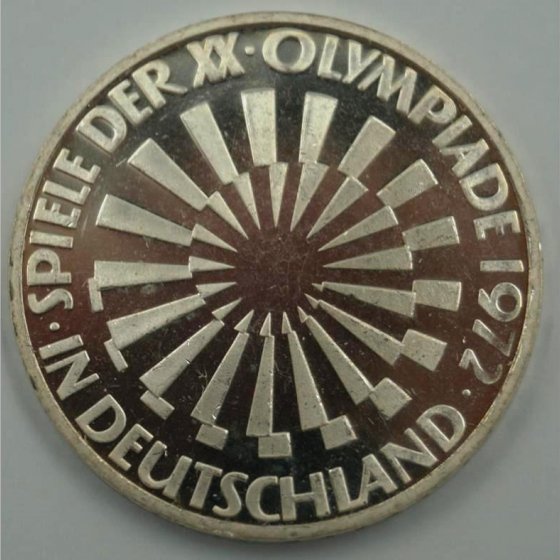 · SPIELE DER XX · OLYMPIADE 1972 ·
IN DEUTSCHLAND